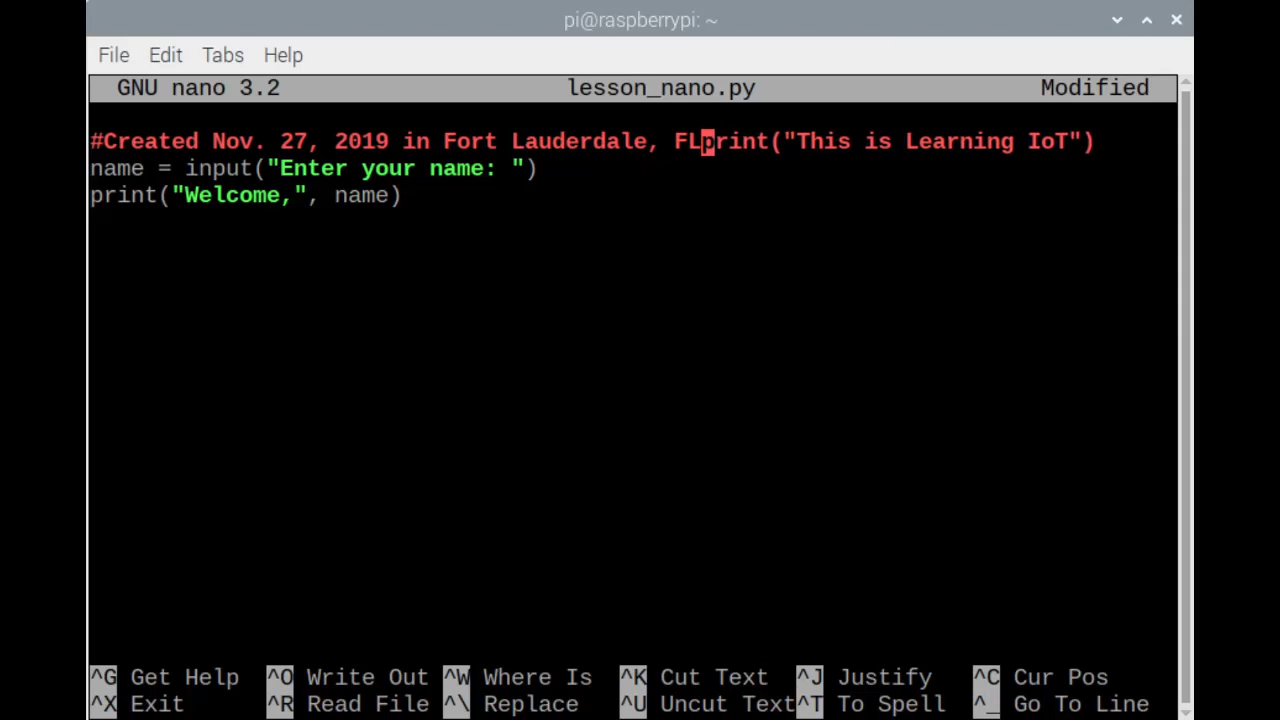 pi@raspberrypi: ~
File Edit Tabs Help
GNU nano 3.2 lesson_nano.py Modified
#Created Nov. 27, 2019 in Fort Lauderdale, FLprint("This is Learning IoT")
name = input("Enter your name: ")
print("Welcome,", name)
^G Get Help ^O Write Out ^W Where Is ^K Cut Text ^J Justify ^C Cur Pos
^X Exit ^R Read File ^\ Replace ^U Uncut Text ^T To Spell ^_ Go To Line